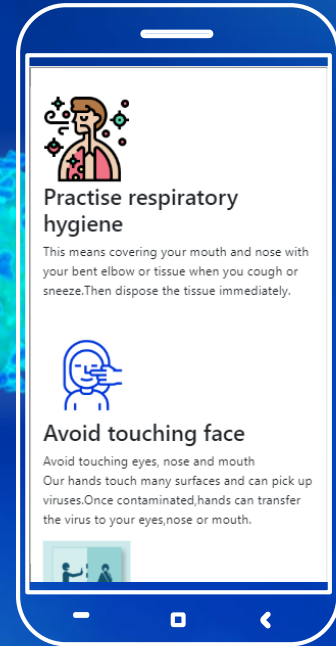 Practise respiratory
hygiene
This means covering your mouth and nose with
your bent elbow or tissue when you cough or
sneeze.Then dispose the tissue immediately.
Avoid touching face
Avoid touching eyes, nose and mouth
Our hands touch many surfaces and can pick up
viruses.Once contaminated,hands can transfer
the virus to your eyes,nose or mouth.